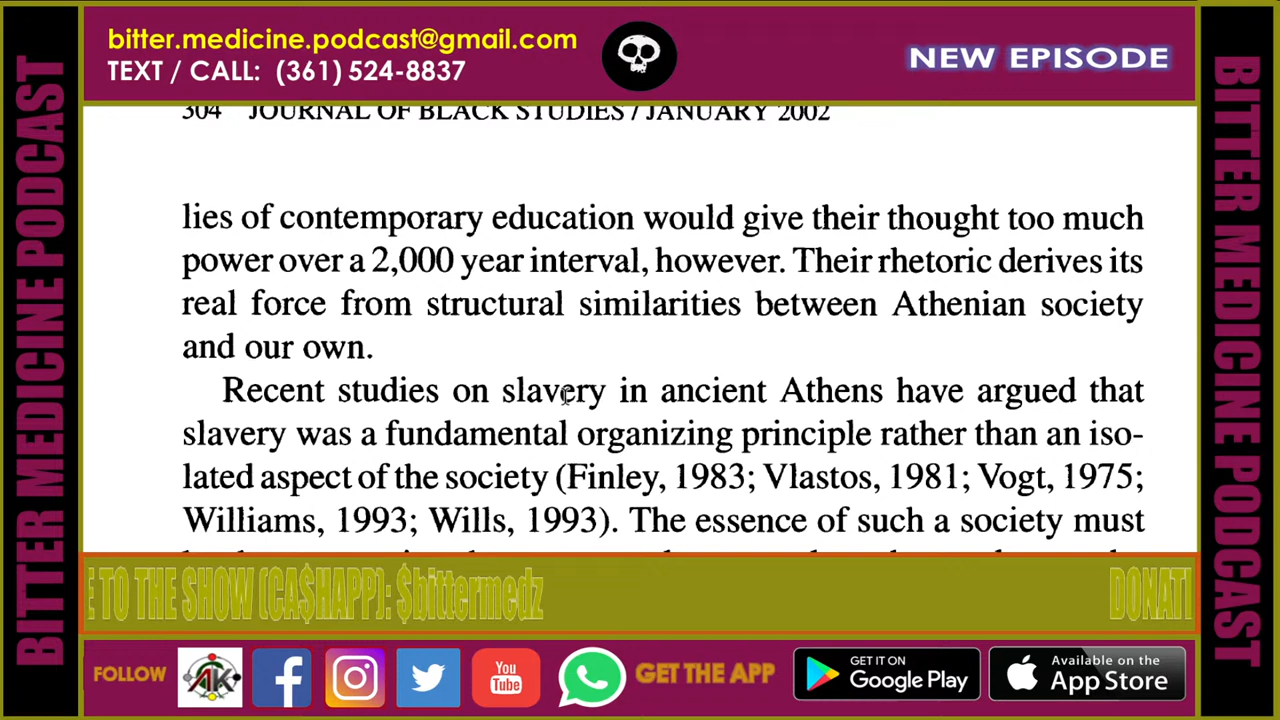 bitter.medicine.podcast@gmail.com
TEXT / CALL: (361) 524-8837
NEW EPISODE
BITTER MEDICINE PODCAST
304 JOURNAL OF BLACK STUDIES / JANUARY 2002
lies of contemporary education would give their thought too much
power over a 2,000 year interval, however. Their rhetoric derives its
real force from structural similarities between Athenian society
and our own.
Recent studies on slavery in ancient Athens have argued that
slavery was a fundamental organizing principle rather than an iso-
lated aspect of the society (Finley, 1983; Vlastos, 1981; Vogt, 1975;
Williams, 1993; Wills, 1993). The essence of such a society must
BITTER MEDICINE PODCAST
E TO THE SHOW (CA$HAPP): $bittermedz
DONATI
FOLLOW
ATK
You
Tube
GET THE APP
GET IT ON
Google Play
Available on the
App Store